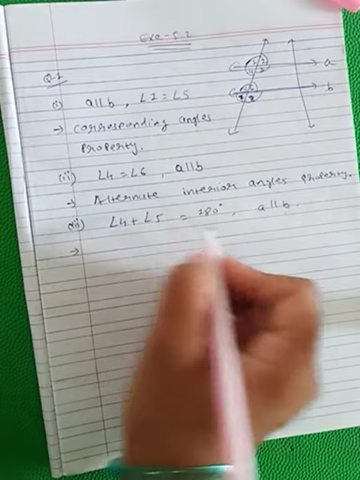 Exe - 5.2
Q.1
(i) a||b, ∠1 = ∠5
→ corresponding angles
Property.
(ii) ∠4 = ∠6, a||b
→ Alternate interior angles property.
(iii) ∠4 + ∠5 = 180°, a||b.
→
a
b